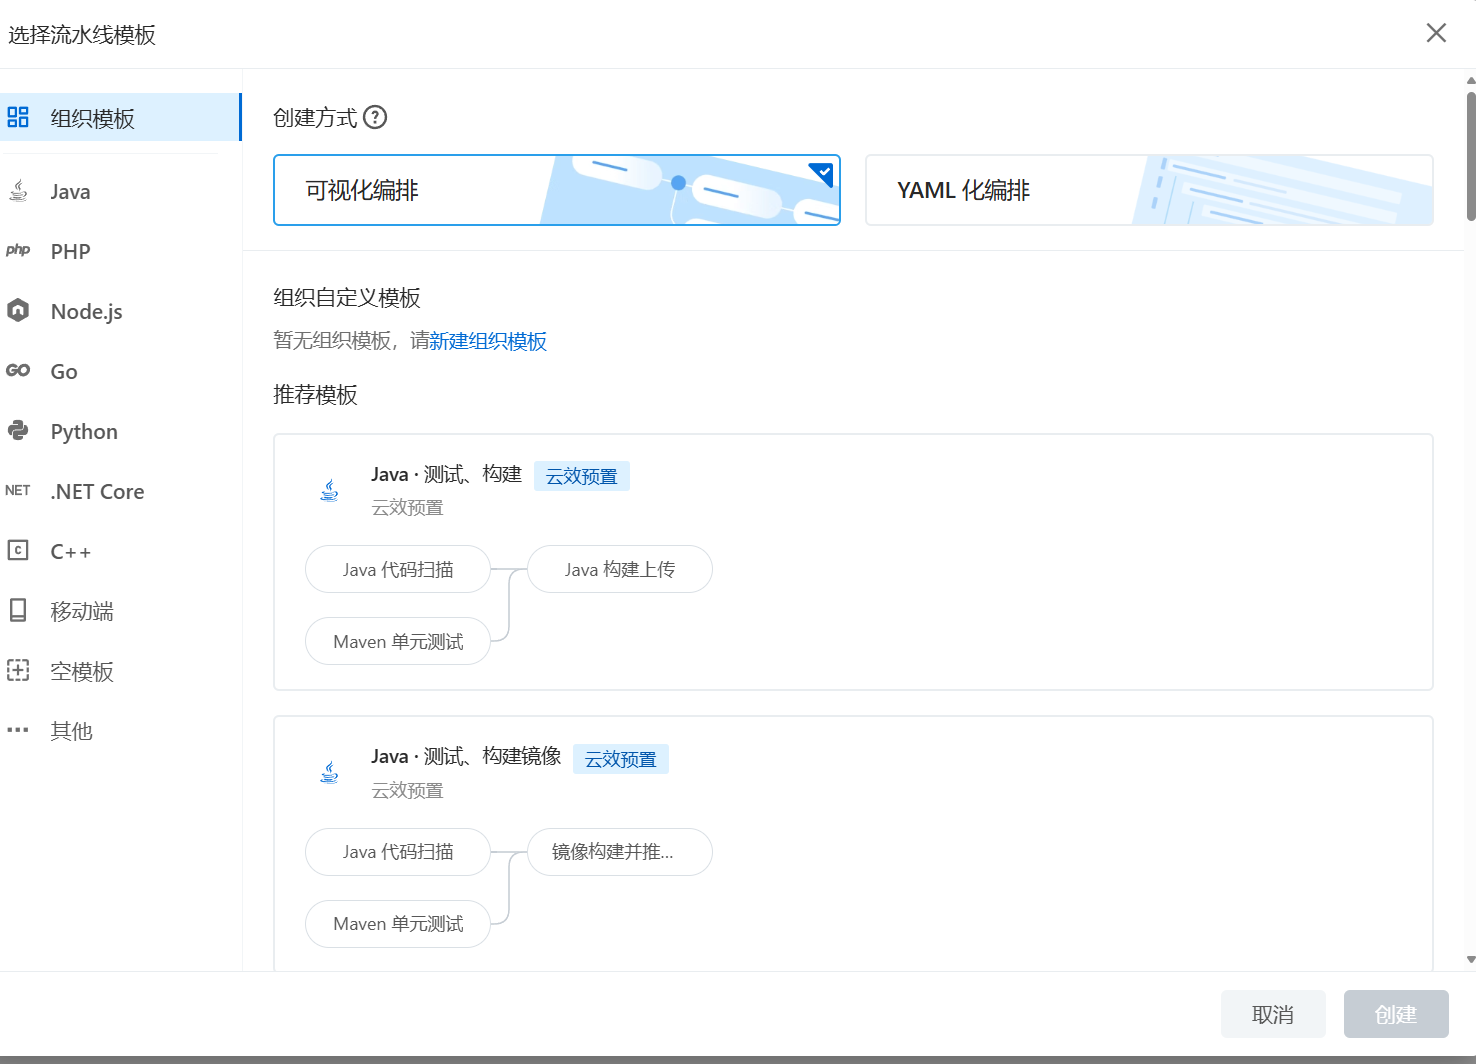 选择流水线模板
组织模板
Java
php PHP
Node.js
GO Go
Python
NET .NET Core
C C++
移动端
空模板
其他
创建方式 ?
可视化编排
YAML 化编排
组织自定义模板
暂无组织模板，请新建组织模板
推荐模板
Java · 测试、构建 云效预置
云效预置
Java 代码扫描
Java 构建上传
Maven 单元测试
Java · 测试、构建镜像 云效预置
云效预置
Java 代码扫描
镜像构建并推...
Maven 单元测试
取消
创建